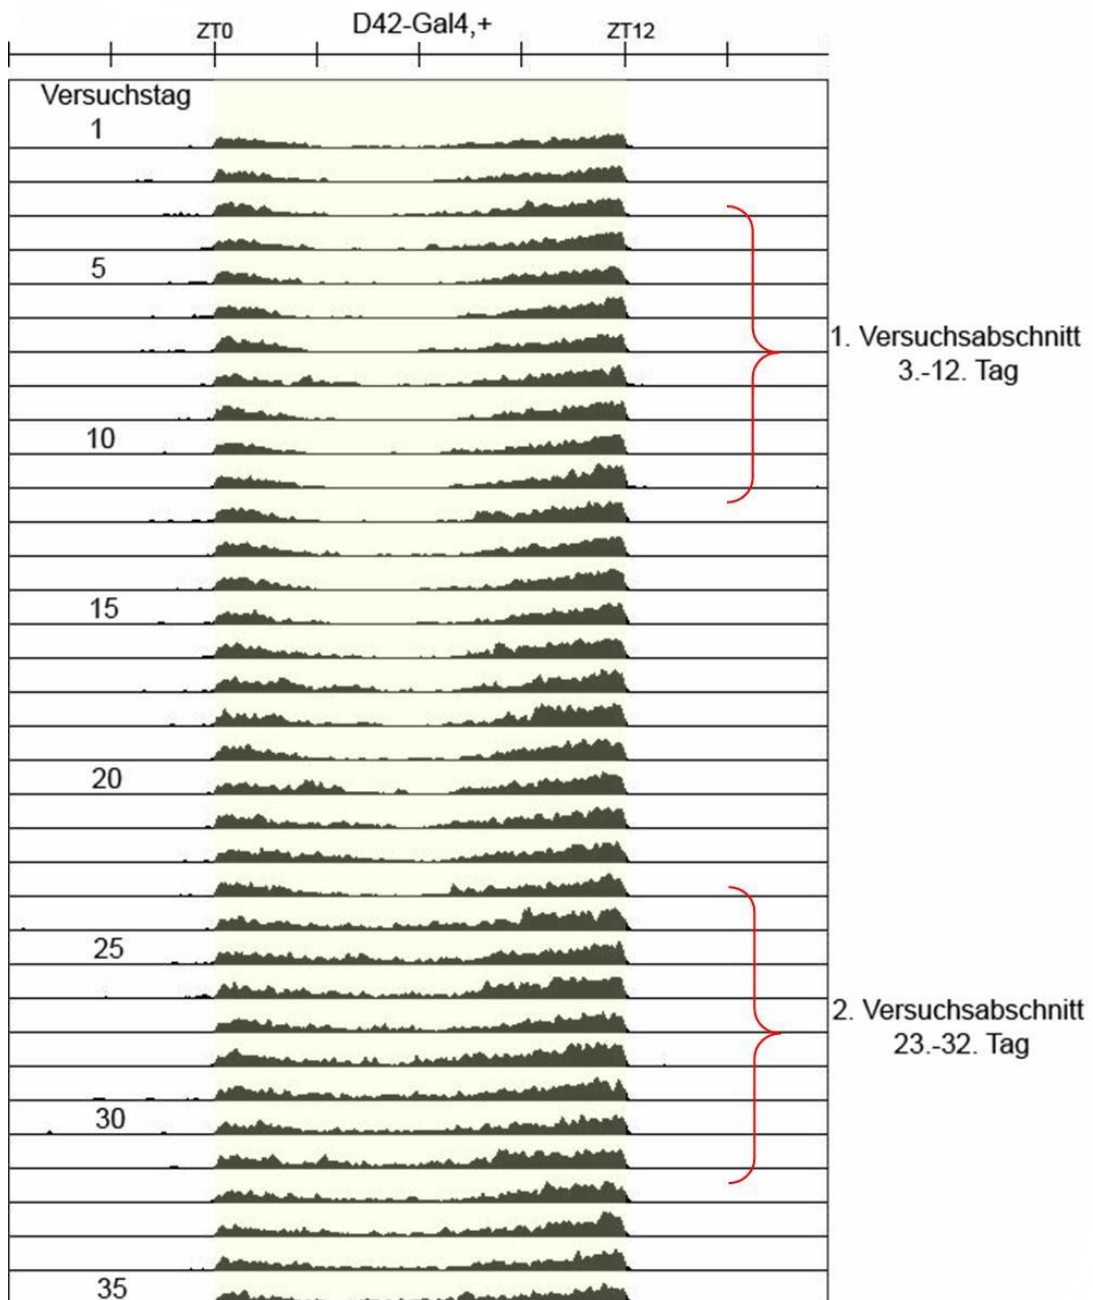 ZT0
D42-Gal4,+
ZT12
Versuchstag
1
5
1. Versuchsabschnitt
3.-12. Tag
10
15
20
25
2. Versuchsabschnitt
23.-32. Tag
30
35